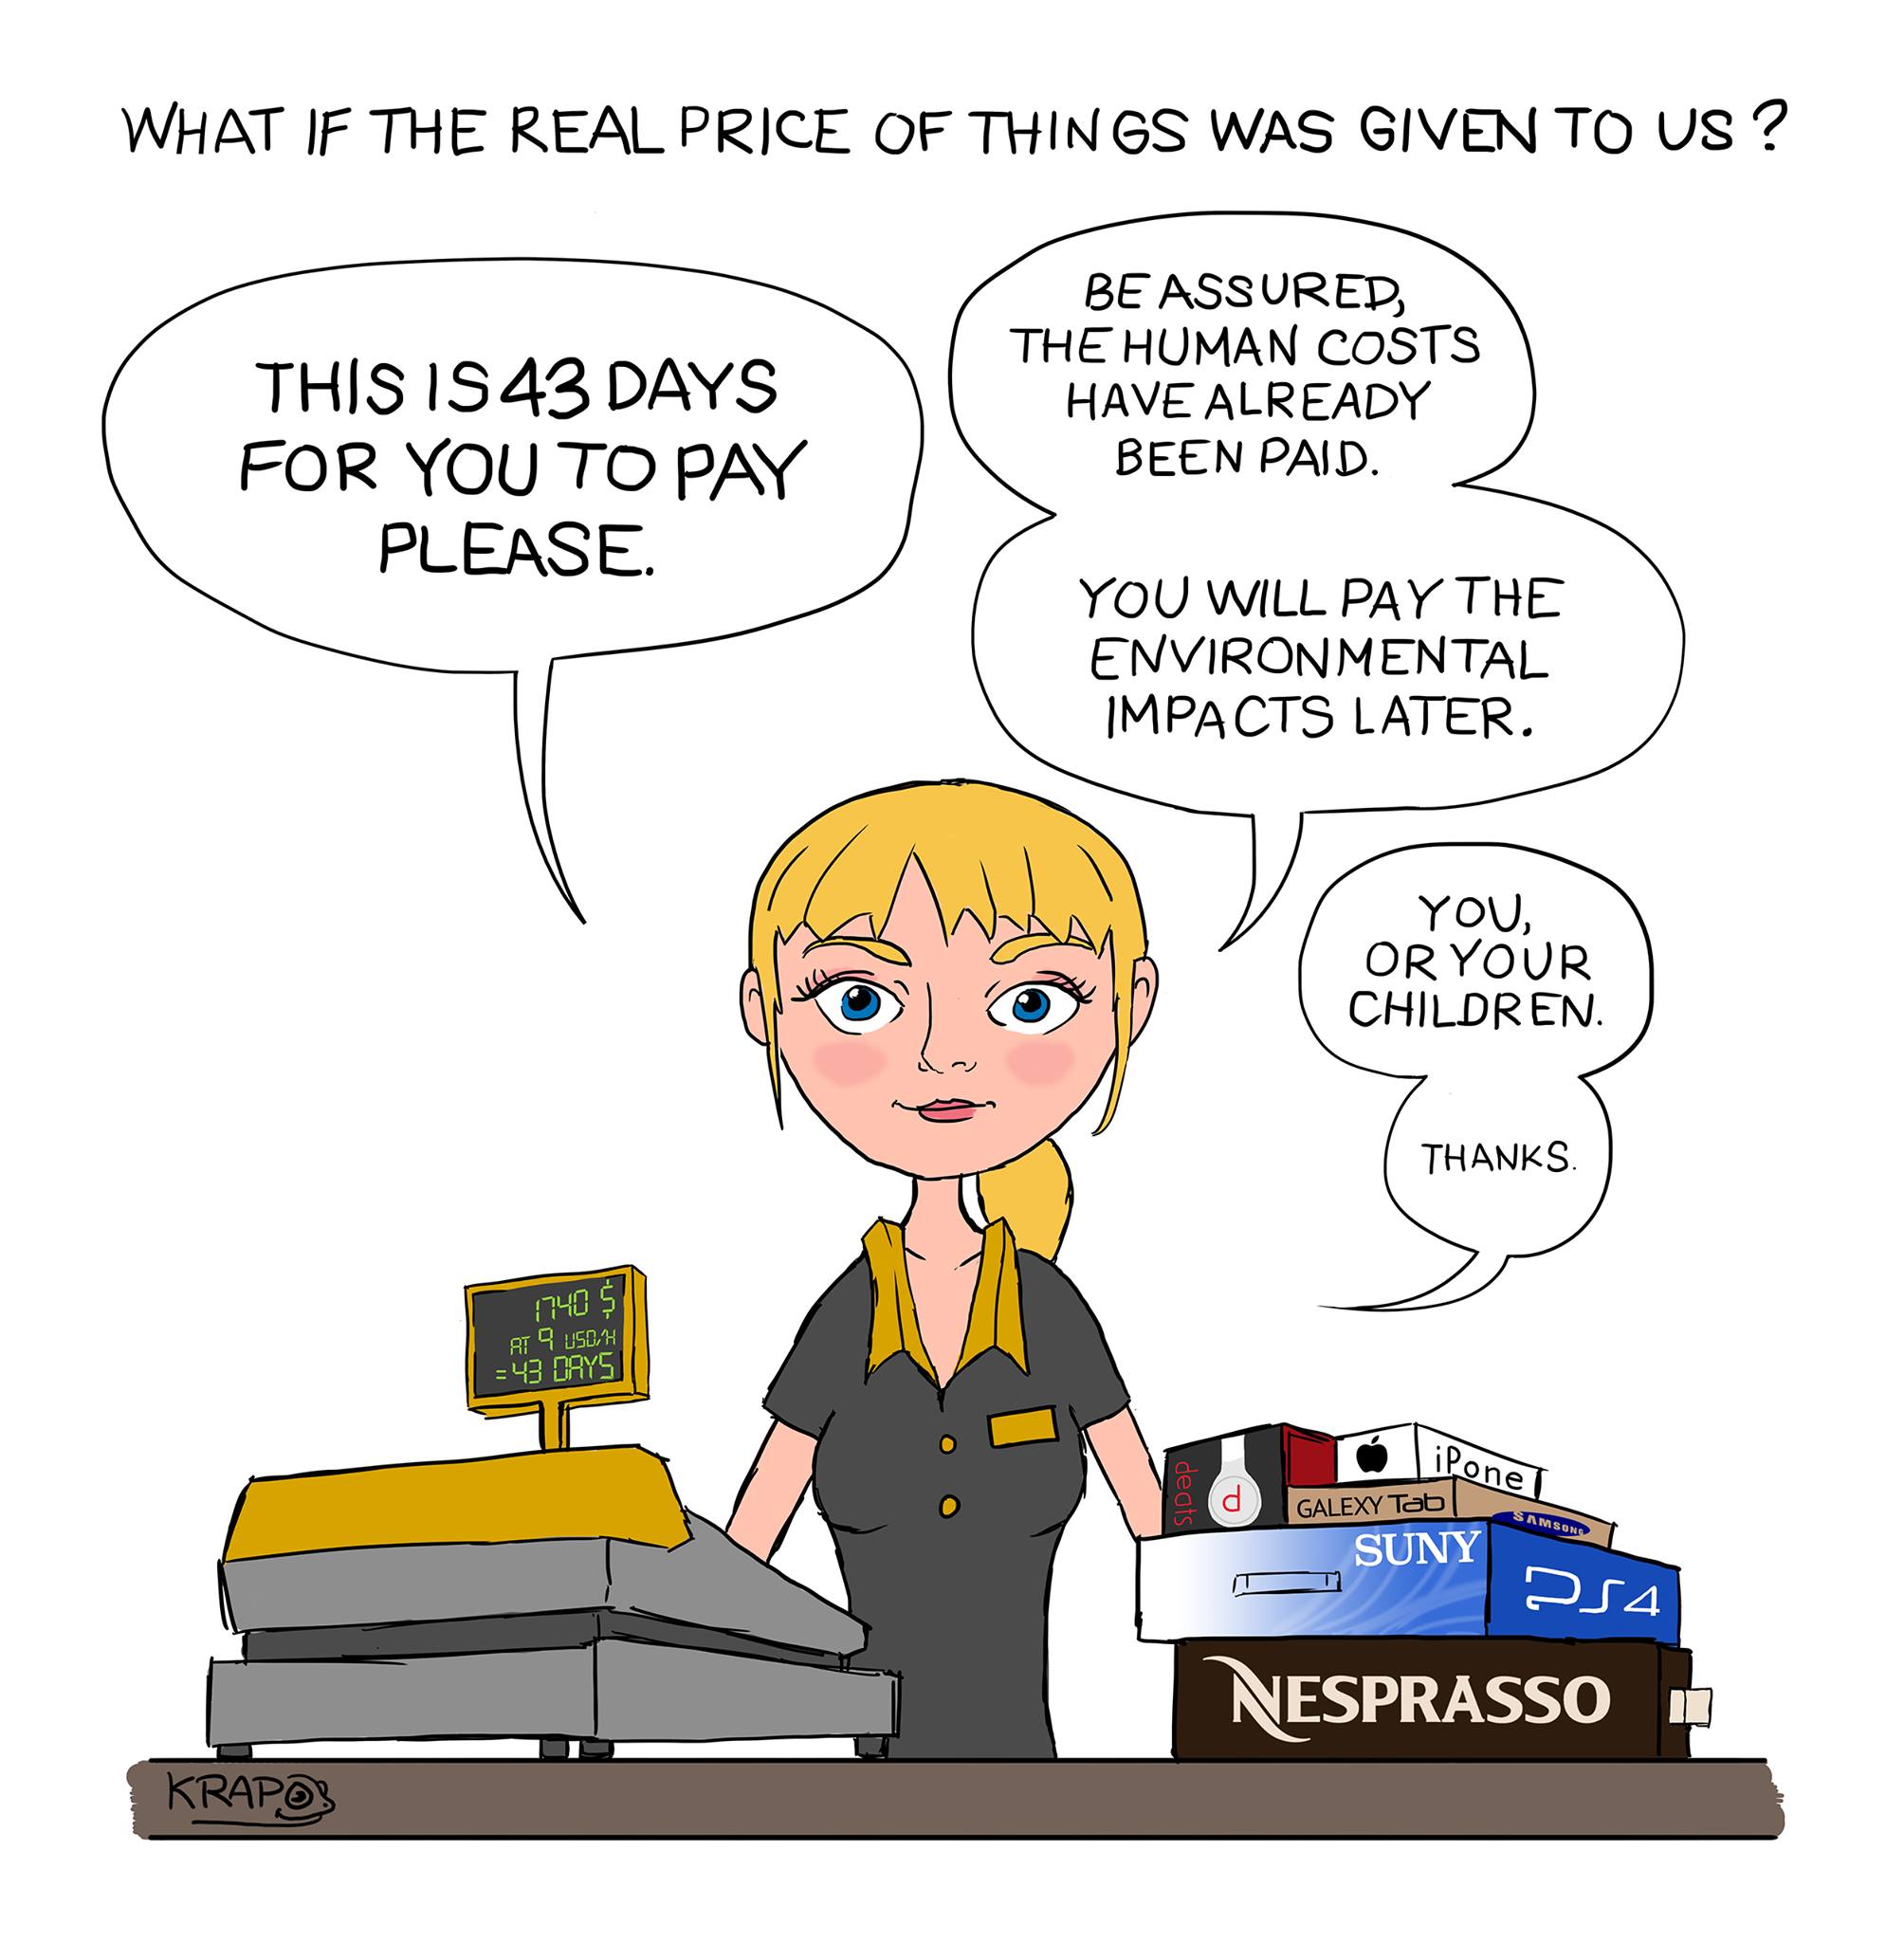 WHAT IF THE REAL PRICE OF THINGS WAS GIVEN TO US?
THIS IS 43 DAYS
FOR YOU TO PAY
PLEASE.
BE ASSURED,
THE HUMAN COSTS
HAVE ALREADY
BEEN PAID.
YOU WILL PAY THE
ENVIRONMENTAL
IMPACTS LATER.
YOU,
OR YOUR
CHILDREN.
THANKS.
1740 $
AT 9 USD/H
= 43 DAYS
deats
d
iPone
GALEXY Tab
SAMSONG
SUNY
PS4
NESPRASSO
KRAPO